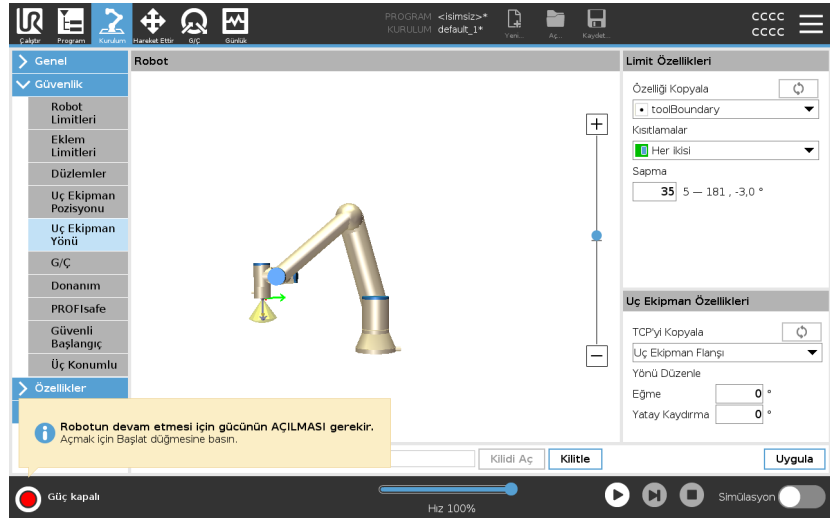 PROGRAM <isimsiz>*
KURULUM default_1*
Çalıştır
Program
Kurulum
Hareket Ettir
G/Ç
Günlük
Yeni...
Aç...
Kaydet...
cccc
cccc
Genel
Güvenlik
Robot
Limitleri
Eklem
Limitleri
Düzlemler
Uç Ekipman
Pozisyonu
Uç Ekipman
Yönü
G/Ç
Donanım
PROFIsafe
Güvenli
Başlangıç
Üç Konumlu
Özellikler
Robot
Limit Özellikleri
Özelliği Kopyala
toolBoundary
Kısıtlamalar
Her ikisi
Sapma
35 5 — 181 , -3,0 °
Uç Ekipman Özellikleri
TCP'yi Kopyala
Uç Ekipman Flanşı
Yönü Düzenle
Eğme 0 °
Yatay Kaydırma 0 °
Robotun devam etmesi için gücünün AÇILMASI gerekir.
Açmak için Başlat düğmesine basın.
Kilidi Aç
Kilitle
Uygula
Güç kapalı
Hız 100%
Simülasyon